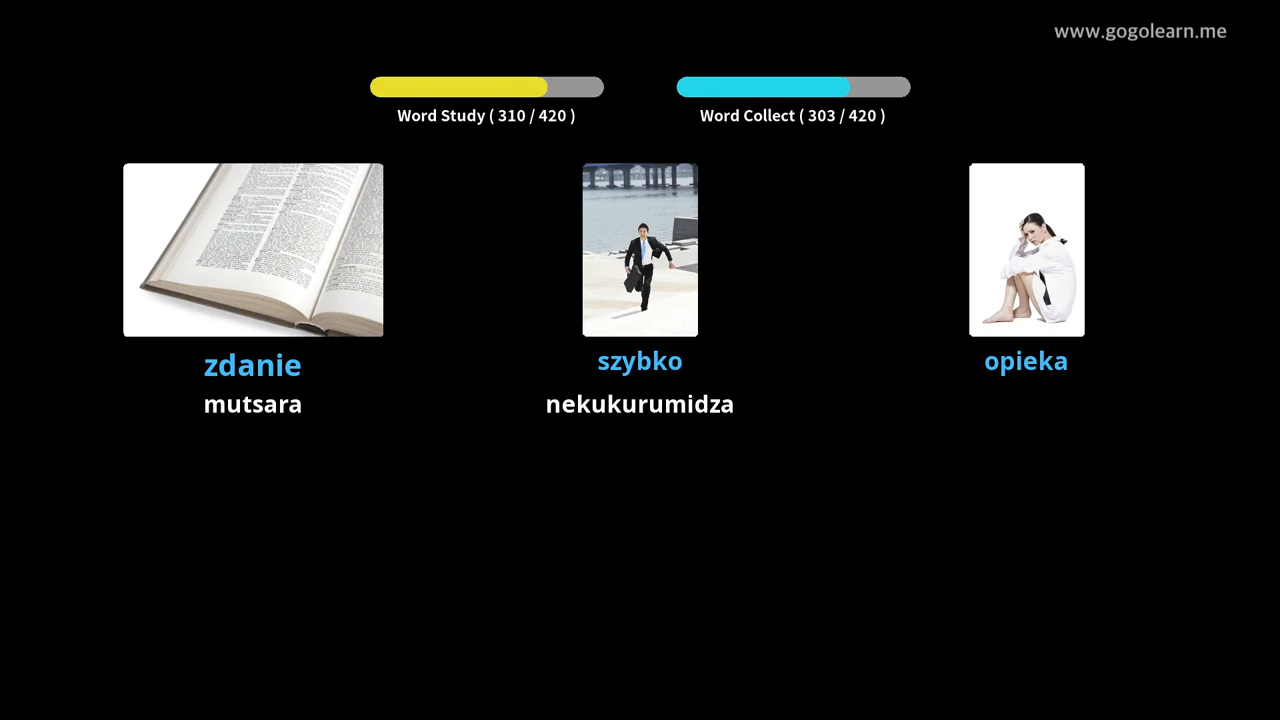 www.gogolearn.me
Word Study ( 310 / 420 )
Word Collect ( 303 / 420 )
zdanie
mutsara
szybko
nekukurumidza
opieka